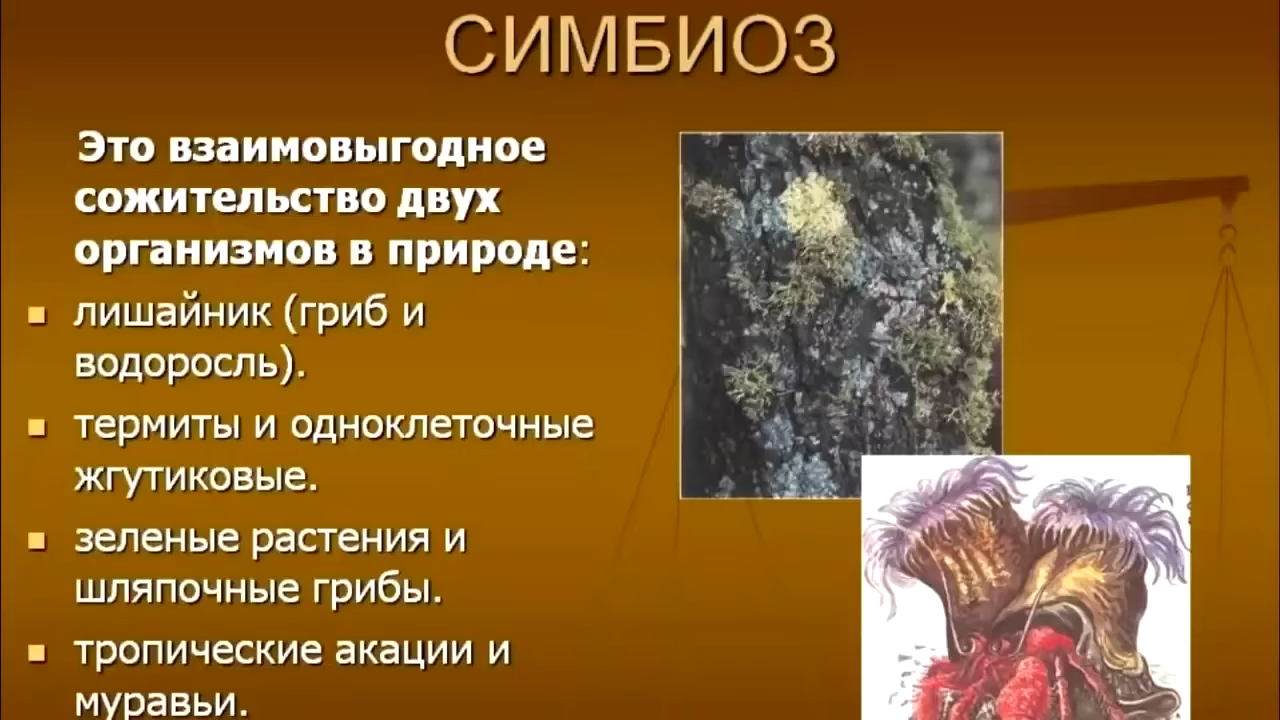 СИМБИОЗ
Это взаимовыгодное
сожительство двух
организмов в природе:
лишайник (гриб и
водоросль).
термиты и одноклеточные
жгутиковые.
зеленые растения и
шляпочные грибы.
тропические акации и
муравьи.